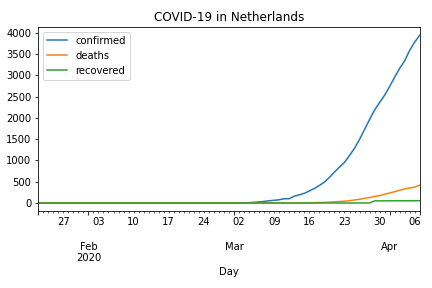 COVID-19 in Netherlands
confirmed
deaths
recovered
4000
3500
3000
2500
2000
1500
1000
500
0
27 03 10 17 24 02 09 16 23 30 06
Feb Mar Apr
2020
Day